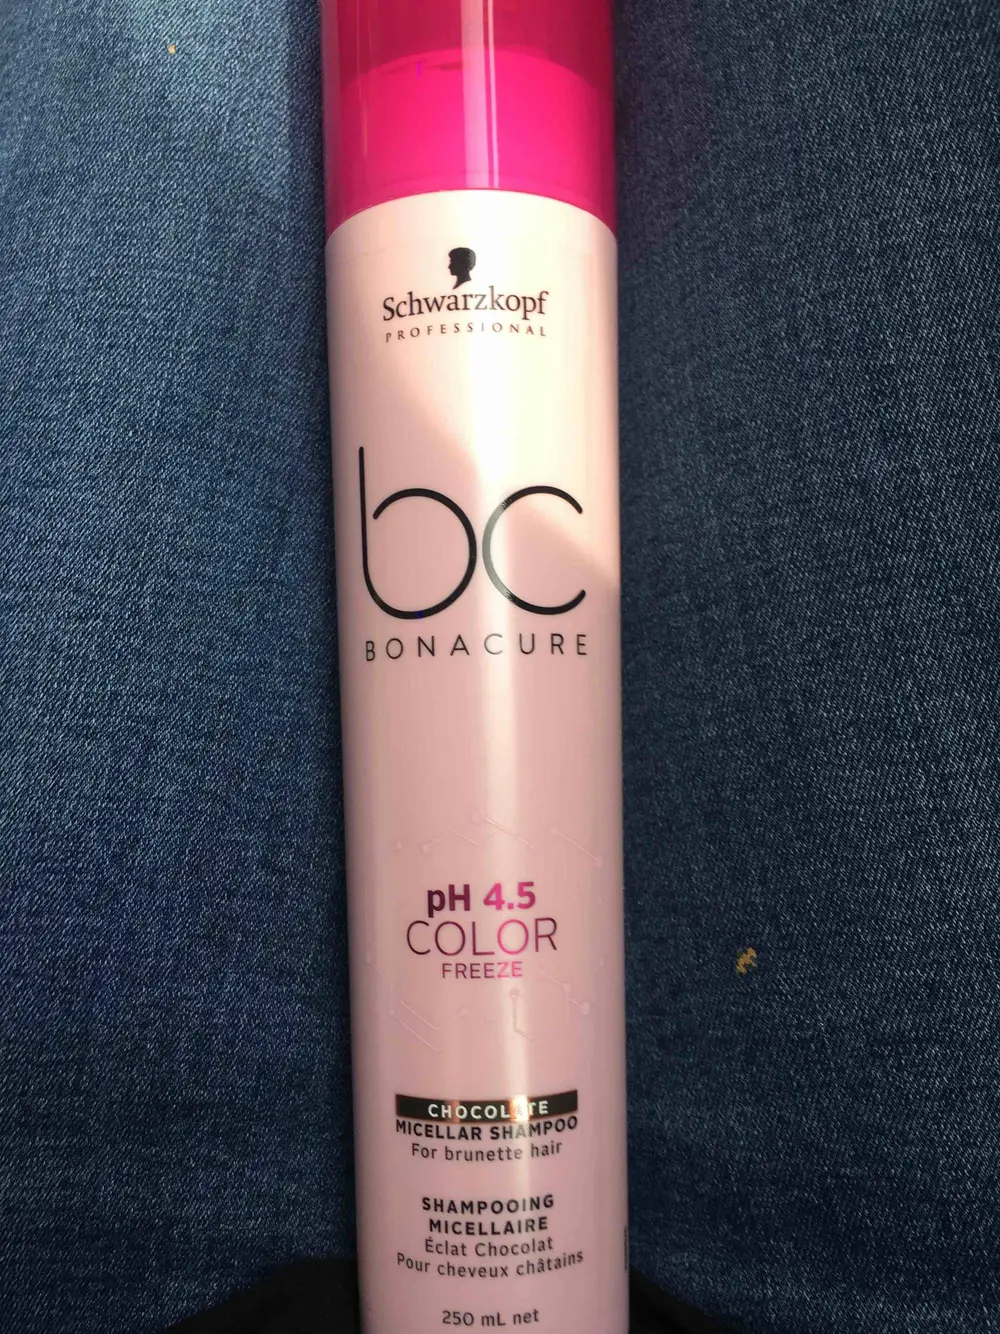 Schwarzkopf
PROFESSIONAL
bc
BONACURE
pH 4.5
COLOR
FREEZE
CHOCOLATE
MICELLAR SHAMPOO
For brunette hair
SHAMPOOING
MICELLAIRE
Éclat Chocolat
Pour cheveux châtains
250 mL net